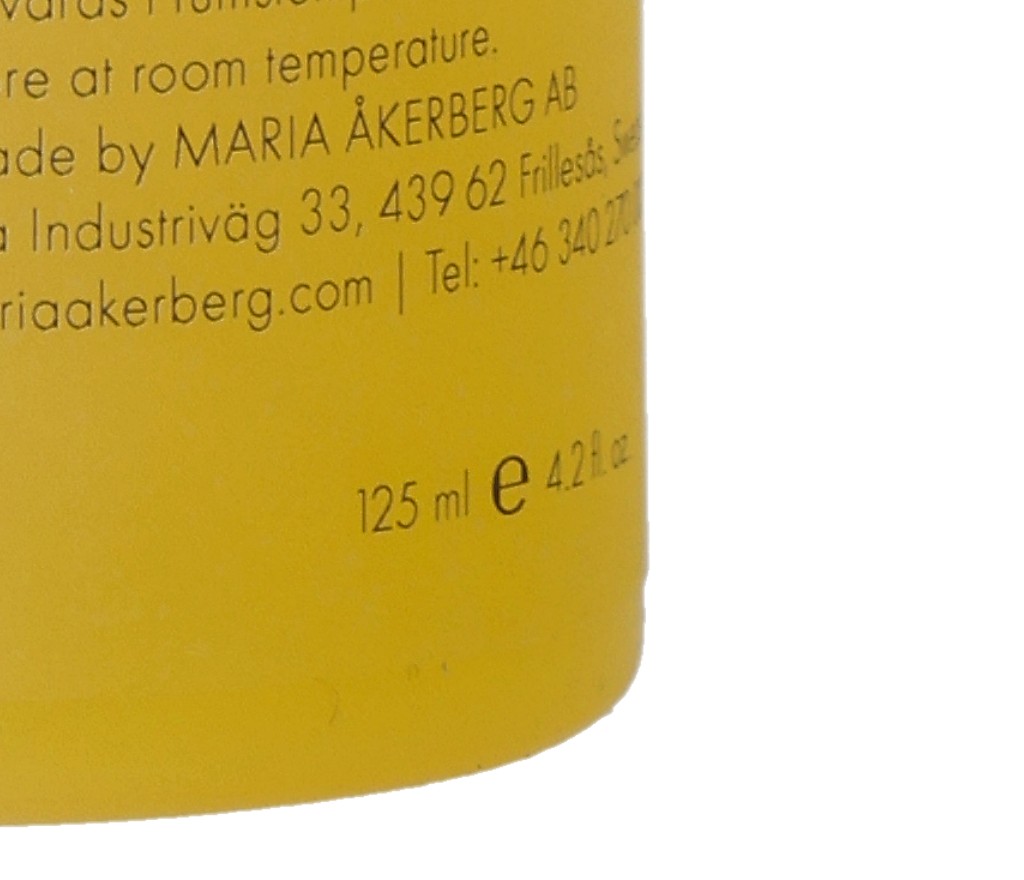 re at room temperature.
ade by MARIA ÅKERBERG AB
a Industriväg 33, 439 62 Frillesås,
riaakerberg.com | Tel: +46 340 270
125 ml e 4.2 fl. oz.